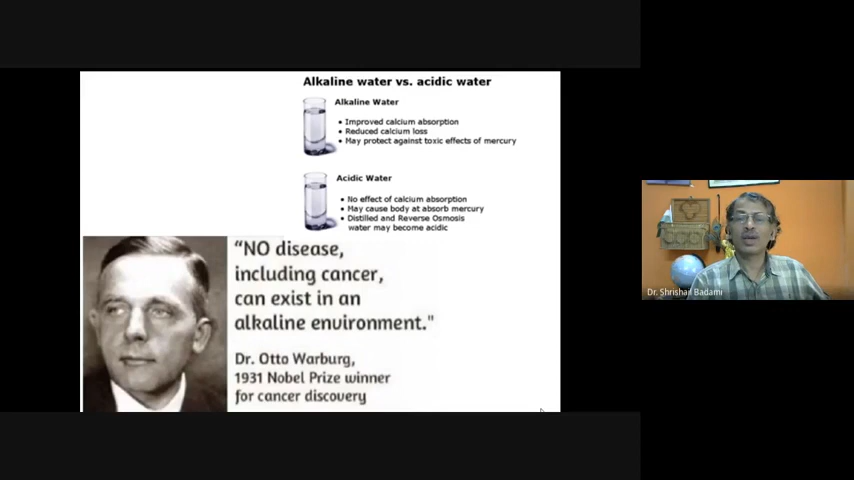 Alkaline water vs. acidic water
Alkaline Water
• Improved calcium absorption
• Reduced calcium loss
• May protect against toxic effects of mercury
Acidic Water
• No effect of calcium absorption
• May cause body at absorb mercury
• Distilled and Reverse Osmosis
water may become acidic
“NO disease,
including cancer,
can exist in an
alkaline environment."
Dr. Otto Warburg,
1931 Nobel Prize winner
for cancer discovery
Dr. Shrishail Badami